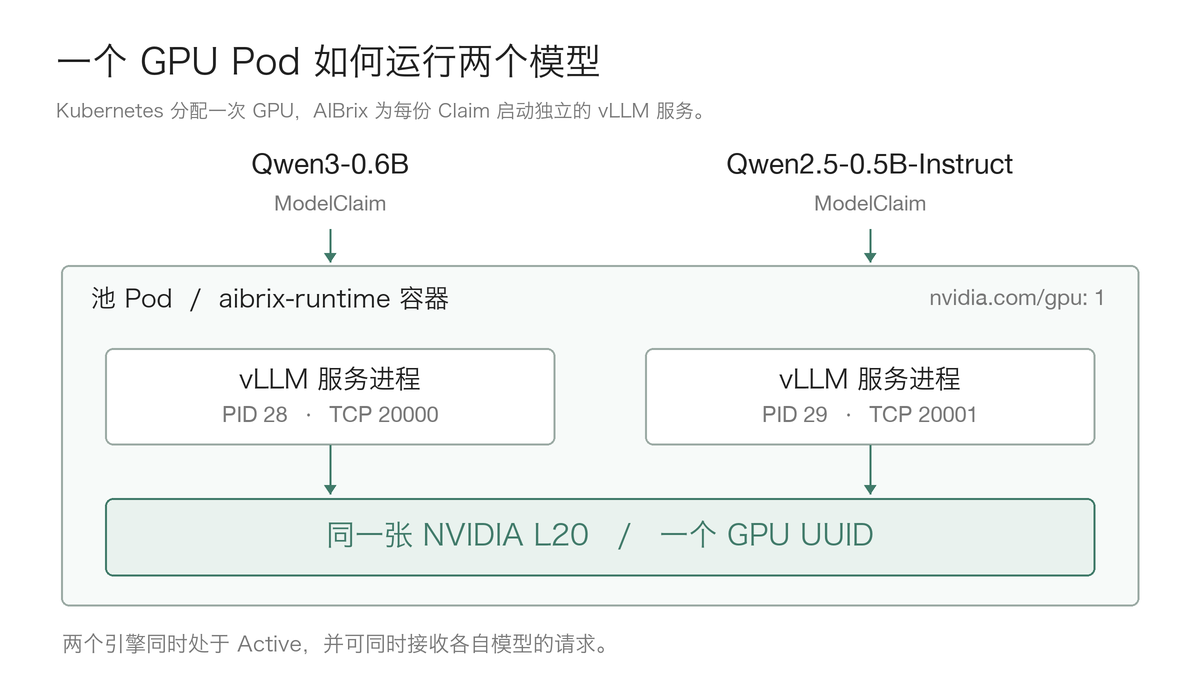 一个 GPU Pod 如何运行两个模型
Kubernetes 分配一次 GPU，AIBrix 为每份 Claim 启动独立的 vLLM 服务。
Qwen3-0.6B
ModelClaim
Qwen2.5-0.5B-Instruct
ModelClaim
池 Pod / aibrix-runtime 容器
nvidia.com/gpu: 1
vLLM 服务进程
PID 28 · TCP 20000
vLLM 服务进程
PID 29 · TCP 20001
同一张 NVIDIA L20 / 一个 GPU UUID
两个引擎同时处于 Active，并可同时接收各自模型的请求。